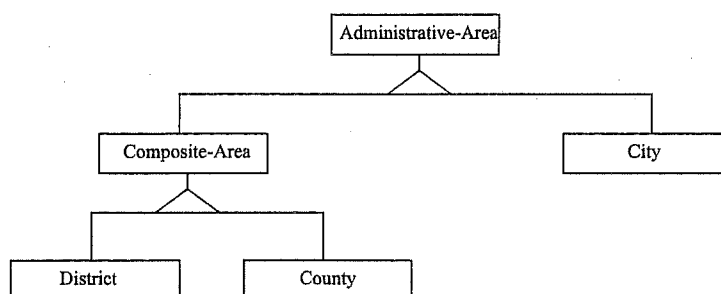 Administrative-Area
Composite-Area
City
District
County